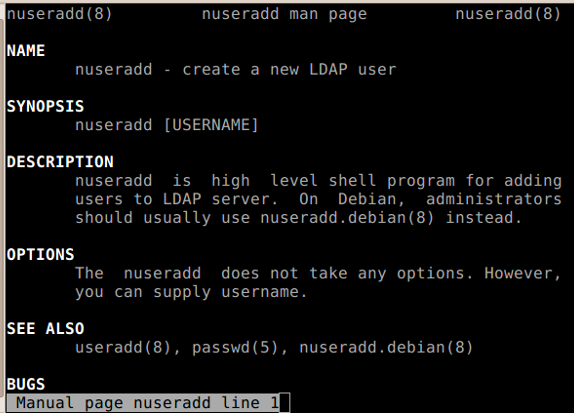 nuseradd(8) nuseradd man page nuseradd(8)
NAME
nuseradd - create a new LDAP user
SYNOPSIS
nuseradd [USERNAME]
DESCRIPTION
nuseradd is high level shell program for adding
users to LDAP server. On Debian, administrators
should usually use nuseradd.debian(8) instead.
OPTIONS
The nuseradd does not take any options. However,
you can supply username.
SEE ALSO
useradd(8), passwd(5), nuseradd.debian(8)
BUGS
Manual page nuseradd line 1